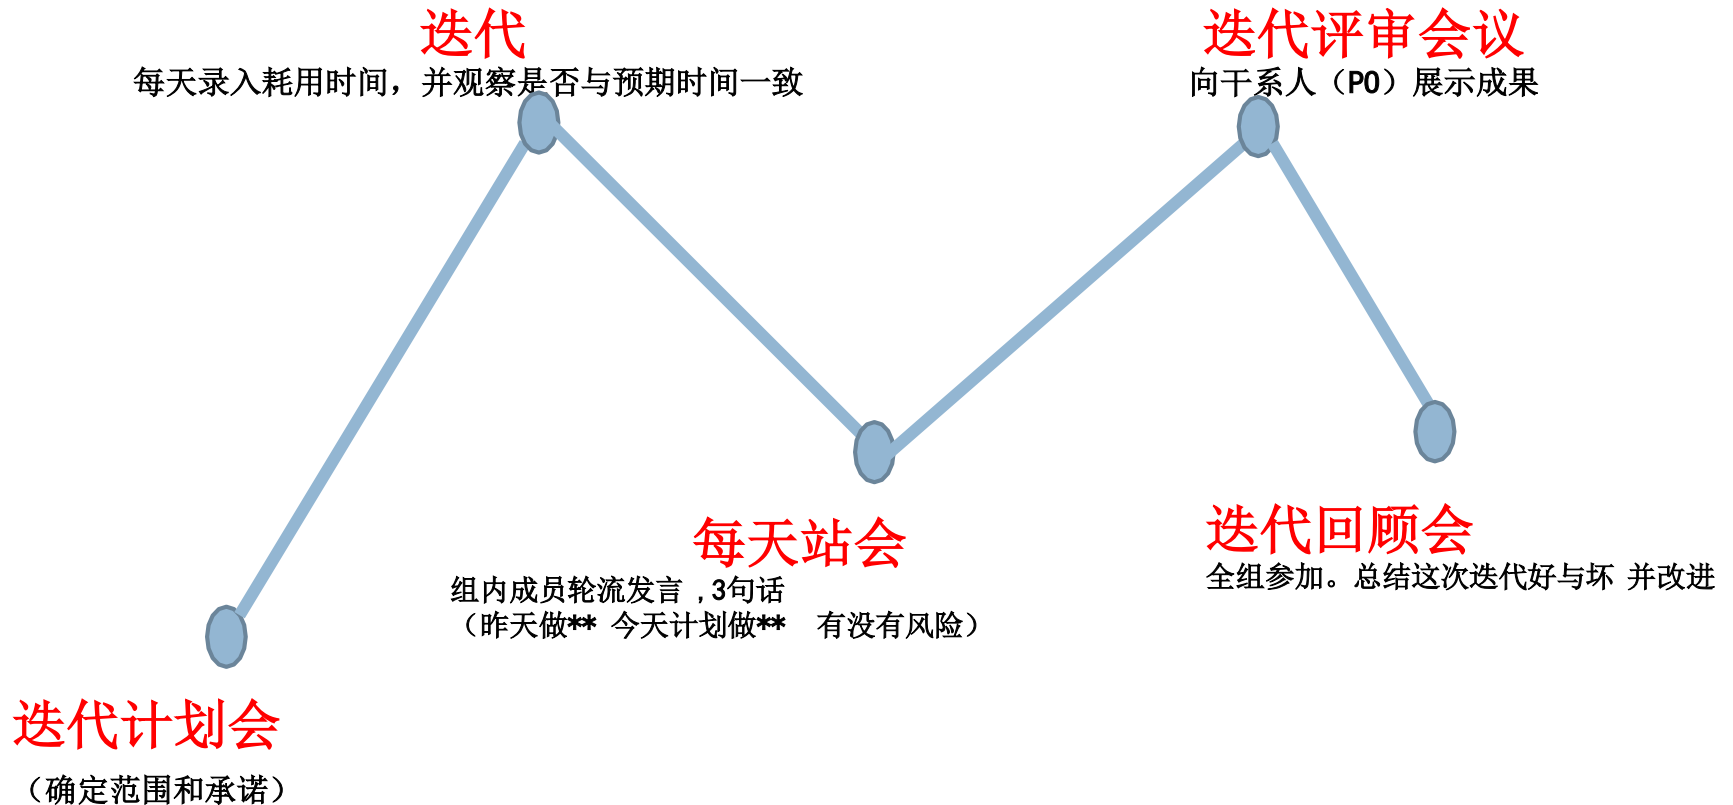 迭代
每天录入耗用时间，并观察是否与预期时间一致
迭代评审会议
向干系人（PO）展示成果
每天站会
组内成员轮流发言 ,3句话
（昨天做** 今天计划做** 有没有风险）
迭代回顾会
全组参加。总结这次迭代好与坏 并改进
迭代计划会
（确定范围和承诺）